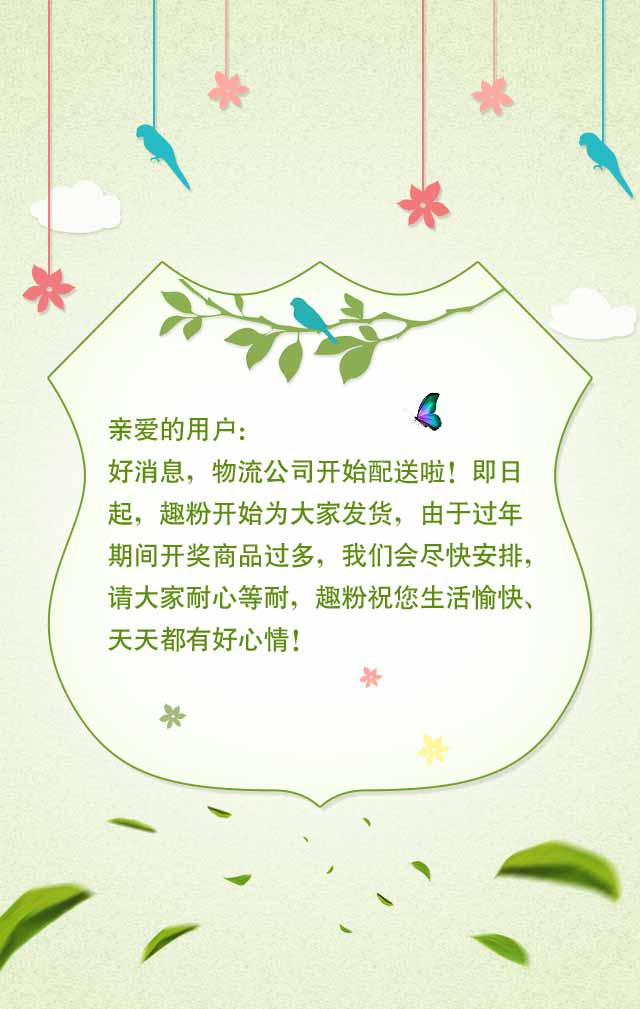 亲爱的用户:
好消息，物流公司开始配送啦！即日
起，趣粉开始为大家发货，由于过年
期间开奖商品过多，我们会尽快安排，
请大家耐心等耐，趣粉祝您生活愉快、
天天都有好心情！